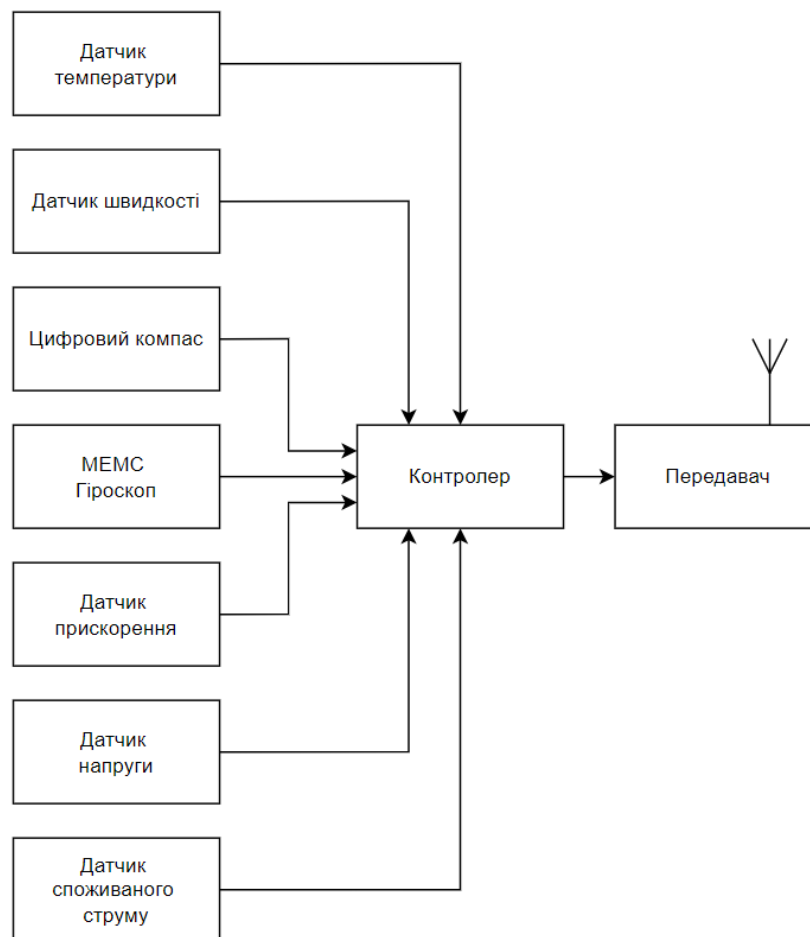 Датчик
температури
Датчик швидкості
Цифровий компас
МЕМС
Гіроскоп
Контролер
Передавач
Датчик
прискорення
Датчик
напруги
Датчик
споживаного
струму